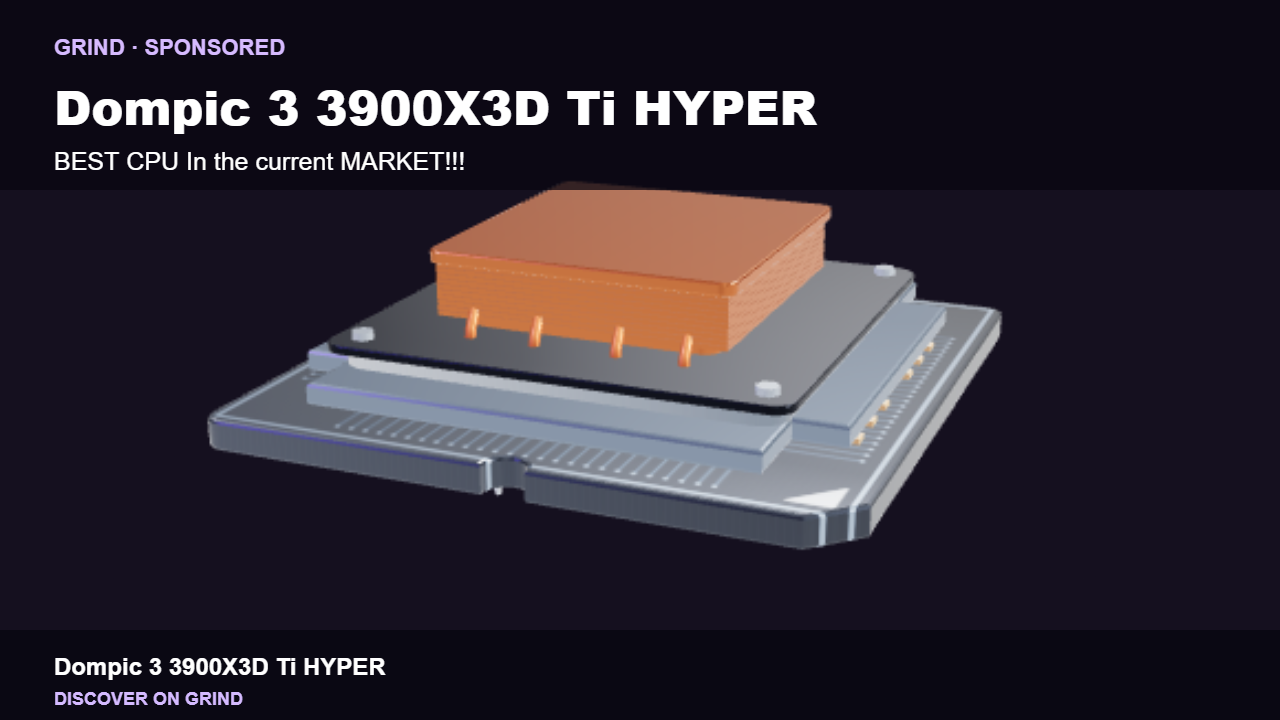 GRIND · SPONSORED
Dompic 3 3900X3D Ti HYPER
BEST CPU In the current MARKET!!!
Dompic 3 3900X3D Ti HYPER
DISCOVER ON GRIND